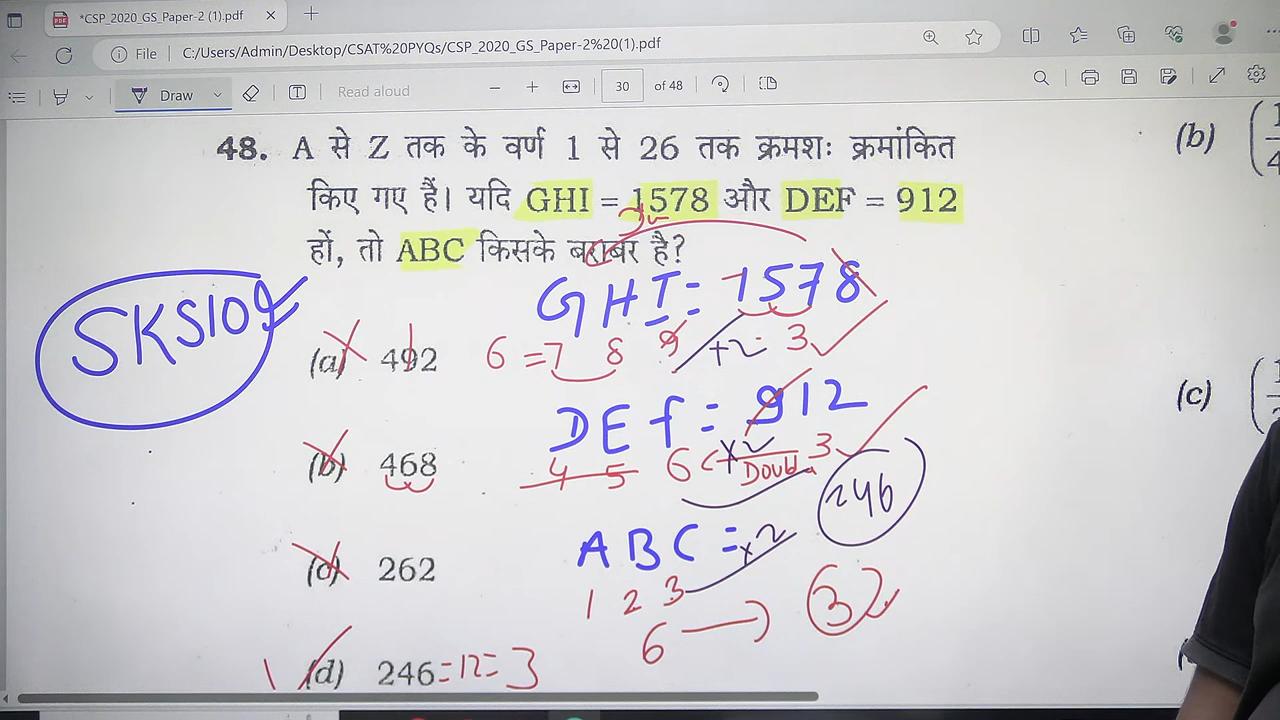 *CSP_2020_GS_Paper-2 (1).pdf
File C:/Users/Admin/Desktop/CSAT%20PYQs/CSP_2020_GS_Paper-2%20(1).pdf
Draw Read aloud 30 of 48
48. A से Z तक के वर्ण 1 से 26 तक क्रमशः क्रमांकित
किए गए हैं। यदि GHI = 1578 और DEF = 912
हों, तो ABC किसके बराबर है?
GHI = 1578
(a) 492
6 = 7 8 9 +2 3
DEf = 912
(b) 468
4 5 6 x2 Doubl 3
246
ABC = x2
(c) 262
1 2 3
6 3
(d) 246 = 12 = 3
(b)
(c)